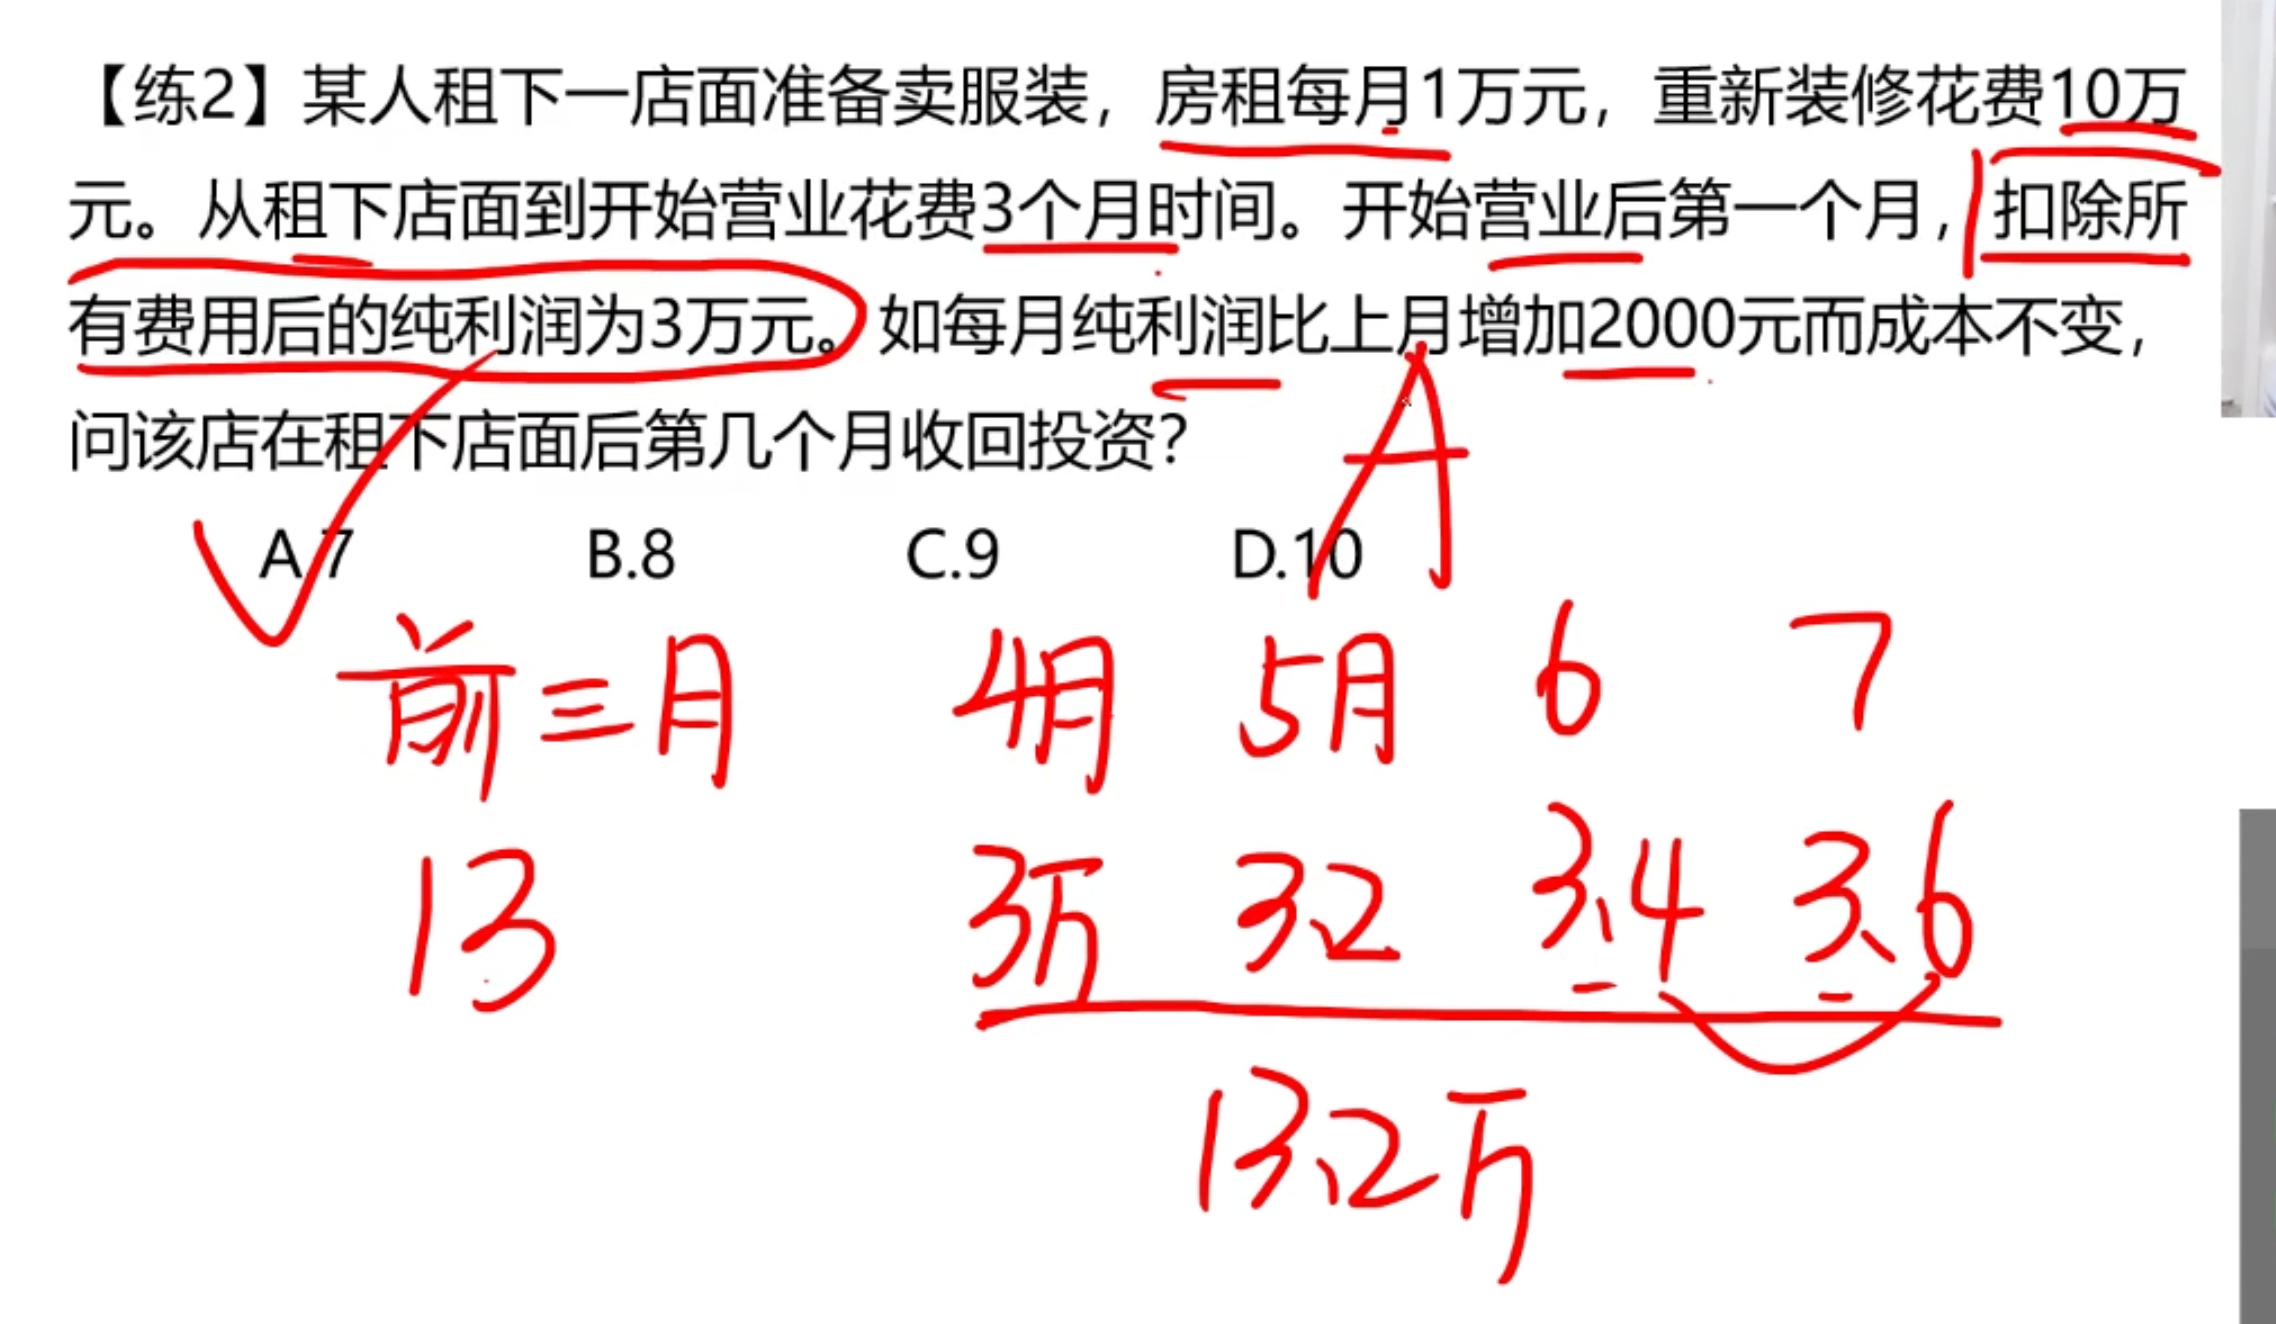 【练2】某人租下一店面准备卖服装，房租每月1万元，重新装修花费10万
元。从租下店面到开始营业花费3个月时间。开始营业后第一个月，扣除所
有费用后的纯利润为3万元。如每月纯利润比上月增加2000元而成本不变，
问该店在租下店面后第几个月收回投资？
A.7 B.8 C.9 D.10
A
前三月 4月 5月 6 7
13 3万 3.2 3.4 3.6
13.2万